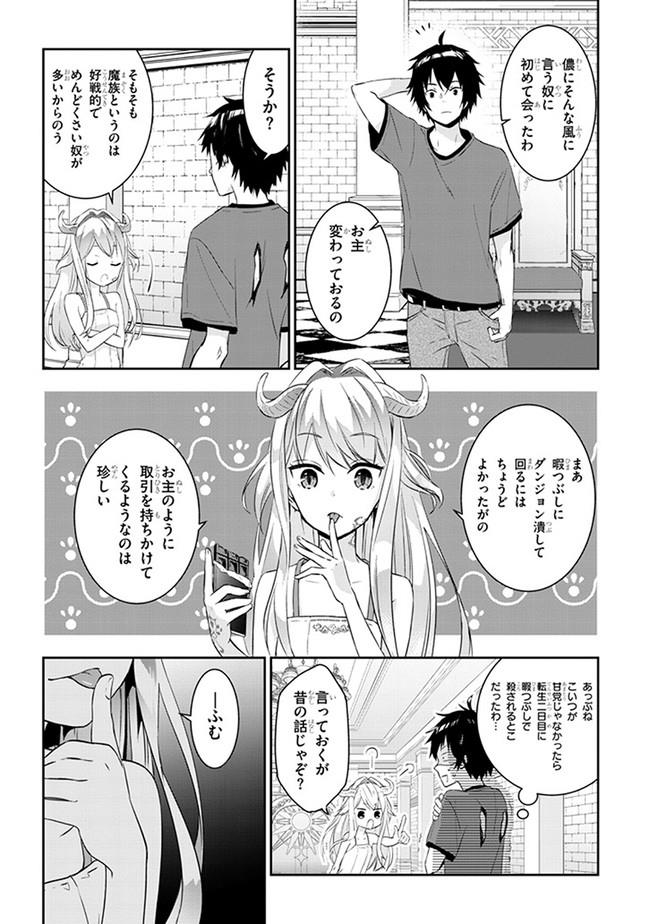 儂にそんな風に
言う奴に
初めて会ったわ
お主
変わっておるの
そうか？
そもそも
魔族というのは
好戦的で
めんどくさい奴が
多いからのう
まあ
暇つぶしに
ダンジョン潰して
回るには
ちょうど
よかったがの
お主のように
取引を持ちかけて
くるようなのは
珍しい
あっぶね
こいつが
甘党じゃなかったら
転生二日目に
暇つぶしで
殺されるとこ
だったわ…
言っておくが
昔の話じゃぞ？
？
？
―ふむ